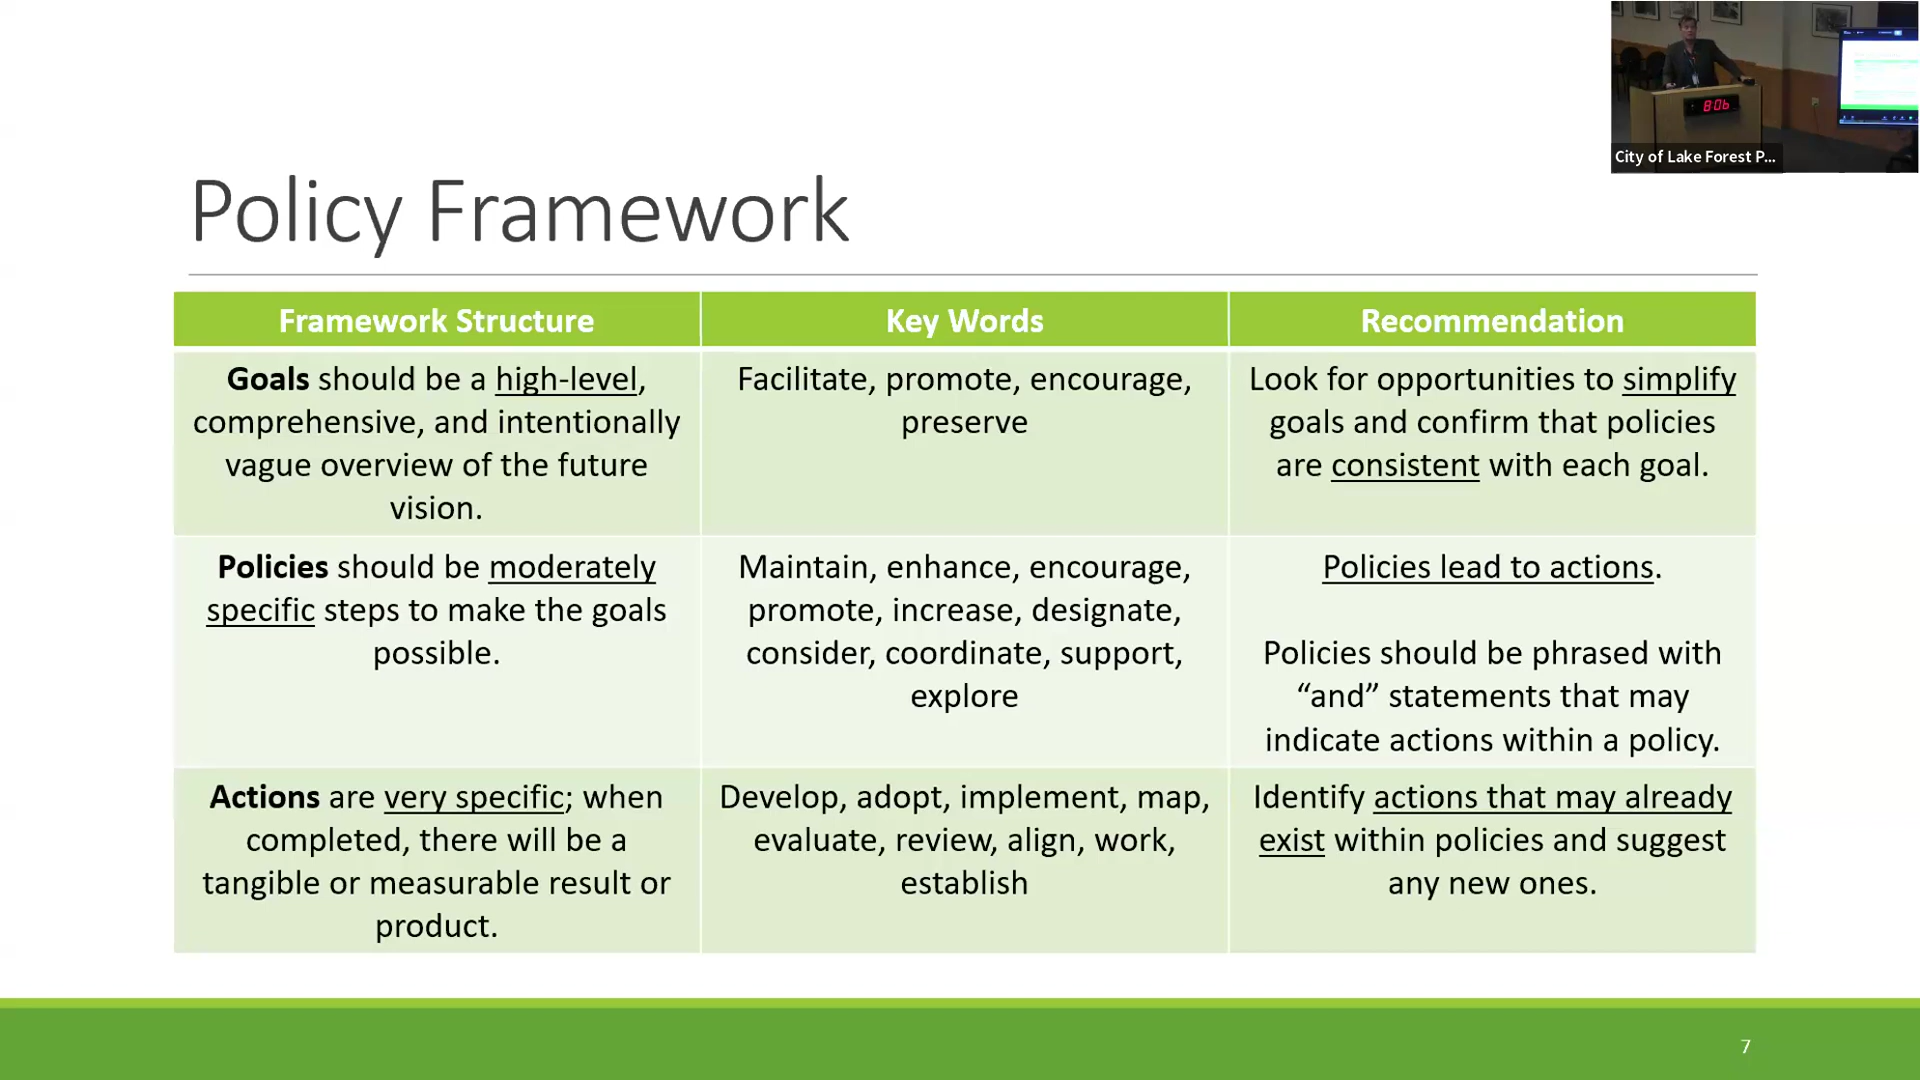 City of Lake Forest P...
Policy Framework
Framework Structure
Key Words
Recommendation
Goals should be a high-level,
comprehensive, and intentionally
vague overview of the future
vision.
Facilitate, promote, encourage,
preserve
Look for opportunities to simplify
goals and confirm that policies
are consistent with each goal.
Policies should be moderately
specific steps to make the goals
possible.
Maintain, enhance, encourage,
promote, increase, designate,
consider, coordinate, support,
explore
Policies lead to actions.
Policies should be phrased with
“and” statements that may
indicate actions within a policy.
Actions are very specific; when
completed, there will be a
tangible or measurable result or
product.
Develop, adopt, implement, map,
evaluate, review, align, work,
establish
Identify actions that may already
exist within policies and suggest
any new ones.
7